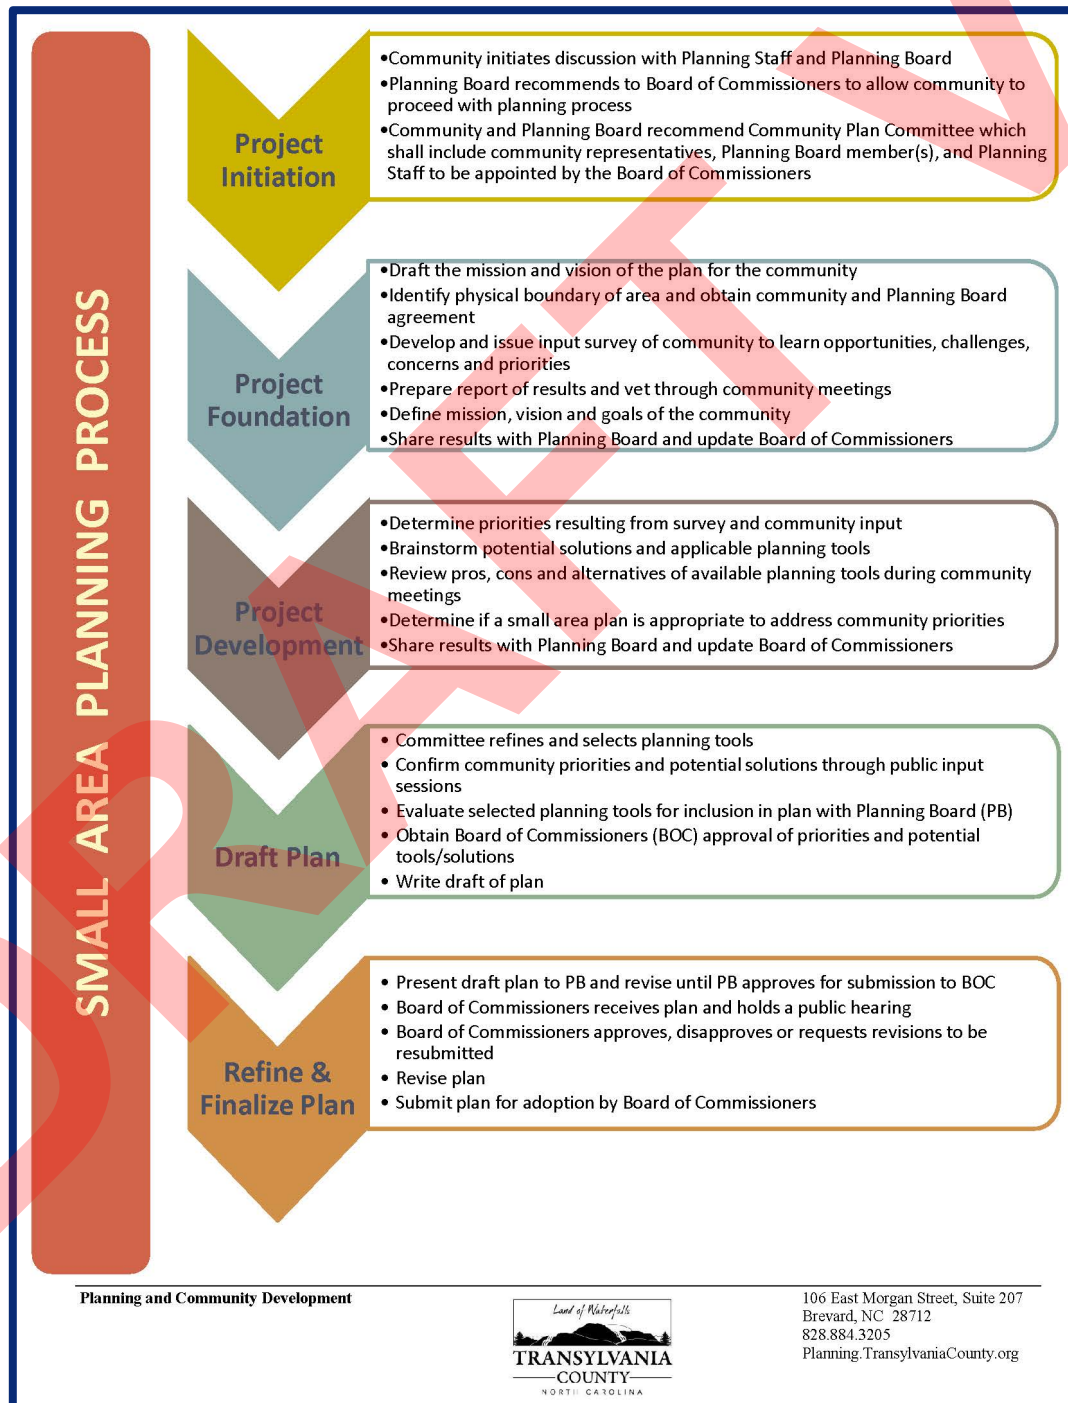 SMALL AREA PLANNING PROCESS
Project
Initiation
•Community initiates discussion with Planning Staff and Planning Board
•Planning Board recommends to Board of Commissioners to allow community to
proceed with planning process
•Community and Planning Board recommend Community Plan Committee which
shall include community representatives, Planning Board member(s), and Planning
Staff to be appointed by the Board of Commissioners
Project
Foundation
•Draft the mission and vision of the plan for the community
•Identify physical boundary of area and obtain community and Planning Board
agreement
•Develop and issue input survey of community to learn opportunities, challenges,
concerns and priorities
•Prepare report of results and vet through community meetings
•Define mission, vision and goals of the community
•Share results with Planning Board and update Board of Commissioners
Project
Development
•Determine priorities resulting from survey and community input
•Brainstorm potential solutions and applicable planning tools
•Review pros, cons and alternatives of available planning tools during community
meetings
•Determine if a small area plan is appropriate to address community priorities
•Share results with Planning Board and update Board of Commissioners
Draft Plan
• Committee refines and selects planning tools
• Confirm community priorities and potential solutions through public input
sessions
• Evaluate selected planning tools for inclusion in plan with Planning Board (PB)
• Obtain Board of Commissioners (BOC) approval of priorities and potential
tools/solutions
• Write draft of plan
Refine &
Finalize Plan
• Present draft plan to PB and revise until PB approves for submission to BOC
• Board of Commissioners receives plan and holds a public hearing
• Board of Commissioners approves, disapproves or requests revisions to be
resubmitted
• Revise plan
• Submit plan for adoption by Board of Commissioners
DRAFT V
Planning and Community Development
Land of Waterfalls
TRANSYLVANIA
COUNTY
NORTH CAROLINA
106 East Morgan Street, Suite 207
Brevard, NC 28712
828.884.3205
Planning.TransylvaniaCounty.org